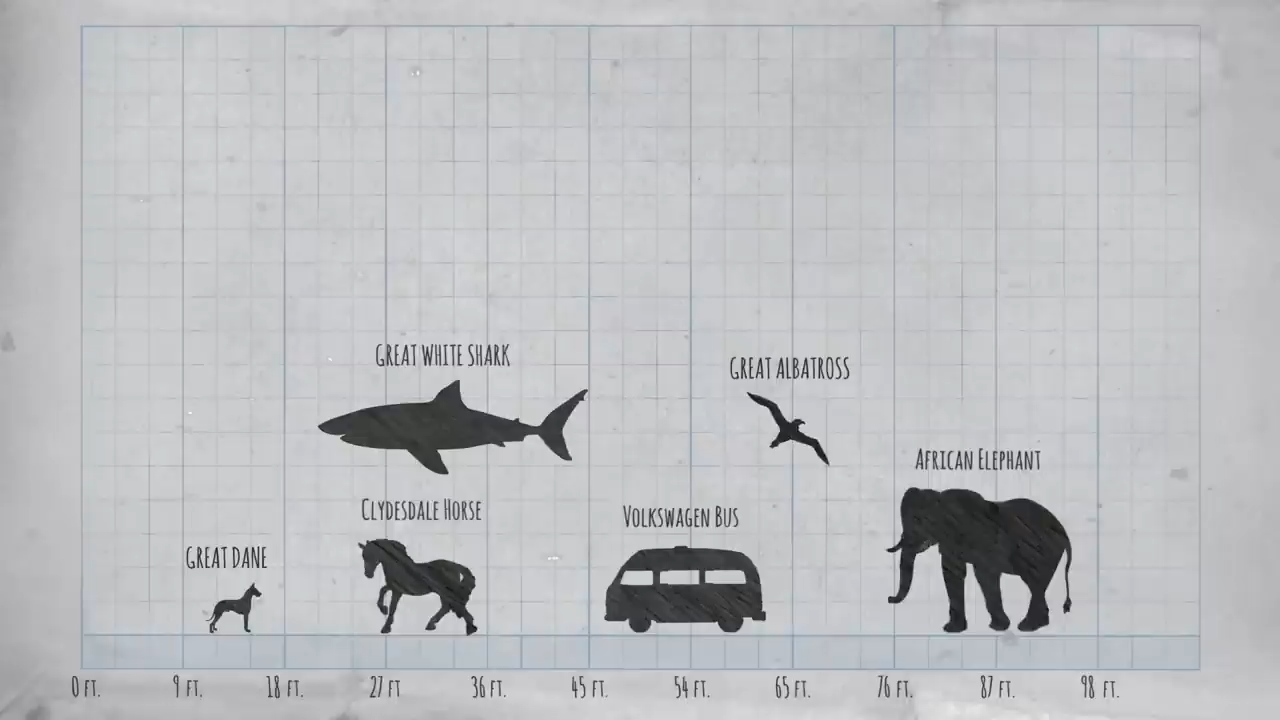 GREAT WHITE SHARK
GREAT ALBATROSS
AFRICAN ELEPHANT
CLYDESDALE HORSE
VOLKSWAGEN BUS
GREAT DANE
0 FT. 9 FT. 18 FT. 27 FT 36 FT. 45 FT. 54 FT. 65 FT. 76 FT. 87 FT. 98 FT.